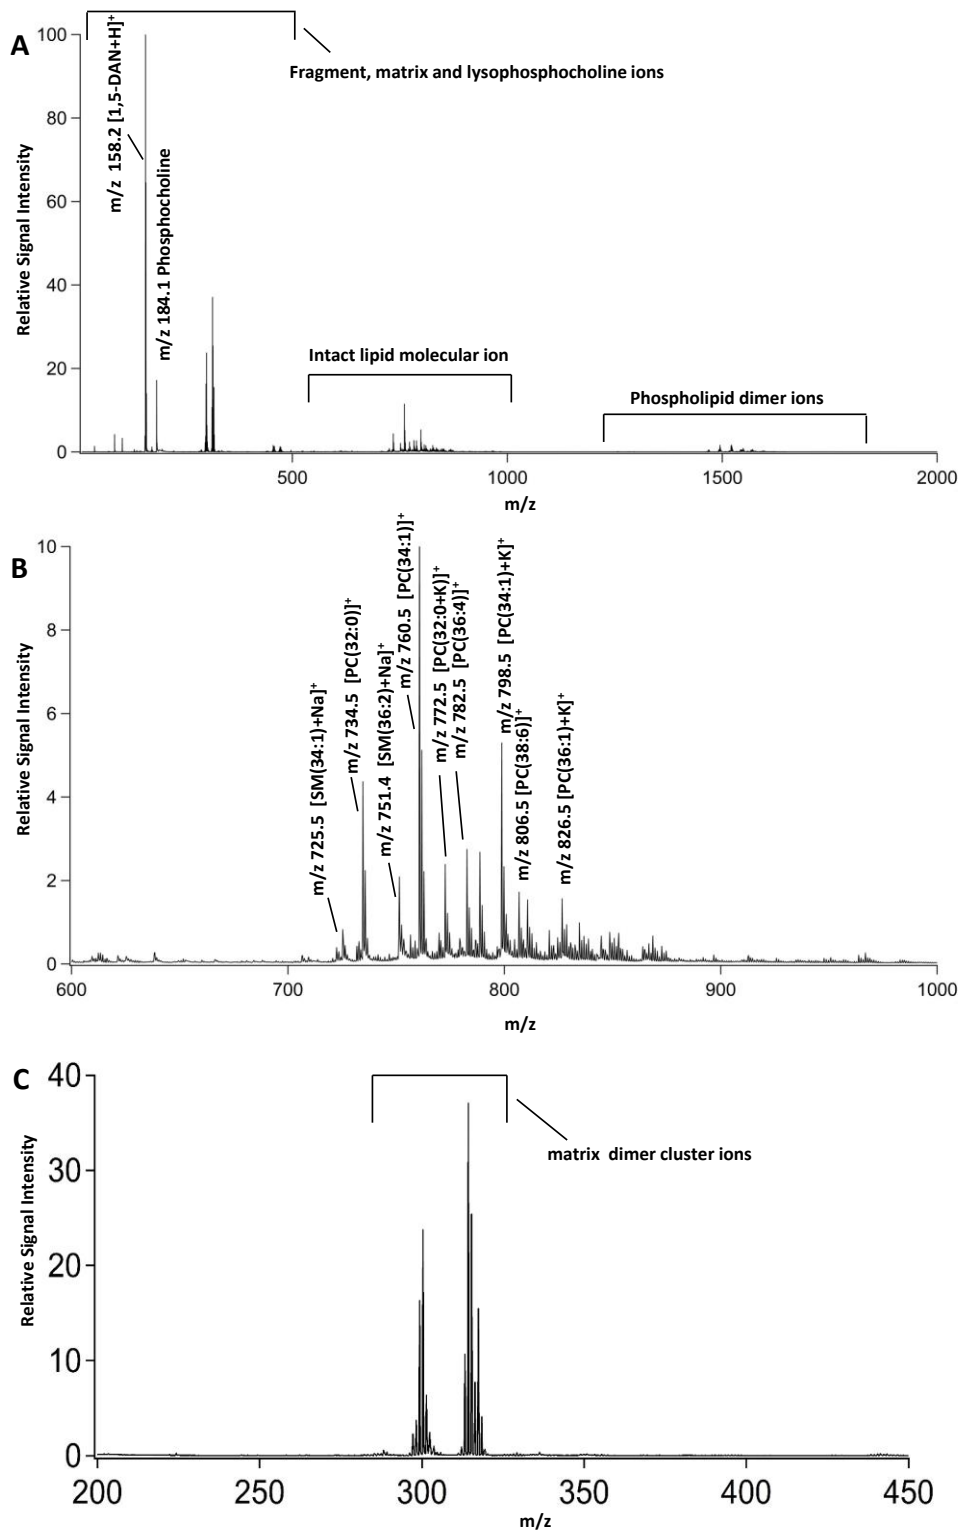 A
Relative Signal Intensity
100
80
60
40
20
0
m/z 158.2 [1,5-DAN+H]⁺
m/z 184.1 Phosphocholine
Fragment, matrix and lysophosphocholine ions
Intact lipid molecular ion
Phospholipid dimer ions
500
1000
1500
2000
m/z
B
Relative Signal Intensity
10
8
6
4
2
0
m/z 725.5 [SM(34:1)+Na]⁺
m/z 734.5 [PC(32:0)]⁺
m/z 751.4 [SM(36:2)+Na]⁺
m/z 760.5 [PC(34:1)]⁺
m/z 772.5 [PC(32:0+K)]⁺
m/z 782.5 [PC(36:4)]⁺
m/z 798.5 [PC(34:1)+K]⁺
m/z 806.5 [PC(38:6)]⁺
m/z 826.5 [PC(36:1)+K]⁺
600
700
800
900
1000
m/z
C
Relative Signal Intensity
40
30
20
10
0
matrix dimer cluster ions
200
250
300
350
400
450
m/z